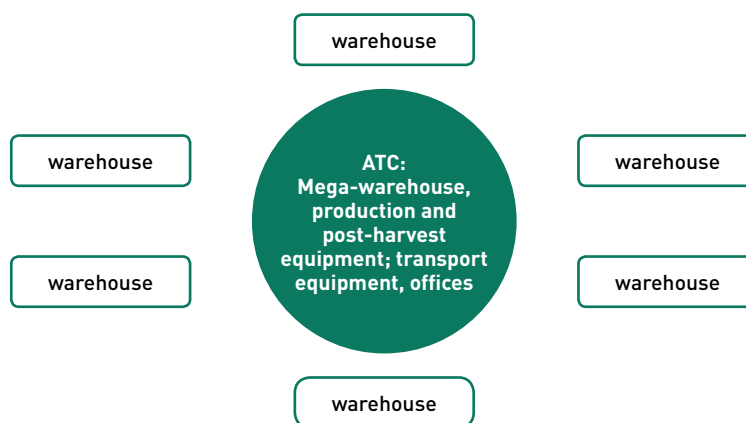 warehouse
warehouse
warehouse
ATC:
Mega-warehouse,
production and
post-harvest
equipment; transport
equipment, offices
warehouse
warehouse
warehouse